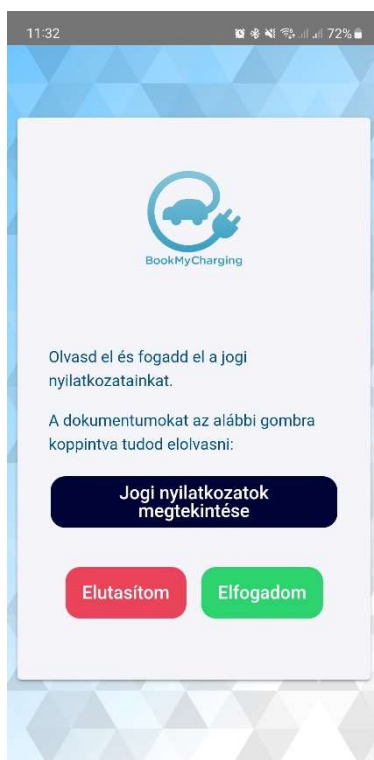 11:32
72%
BookMyCharging
Olvasd el és fogadd el a jogi
nyilatkozatainkat.
A dokumentumokat az alábbi gombra
koppintva tudod elolvasni:
Jogi nyilatkozatok
megtekintése
Elutasítom
Elfogadom